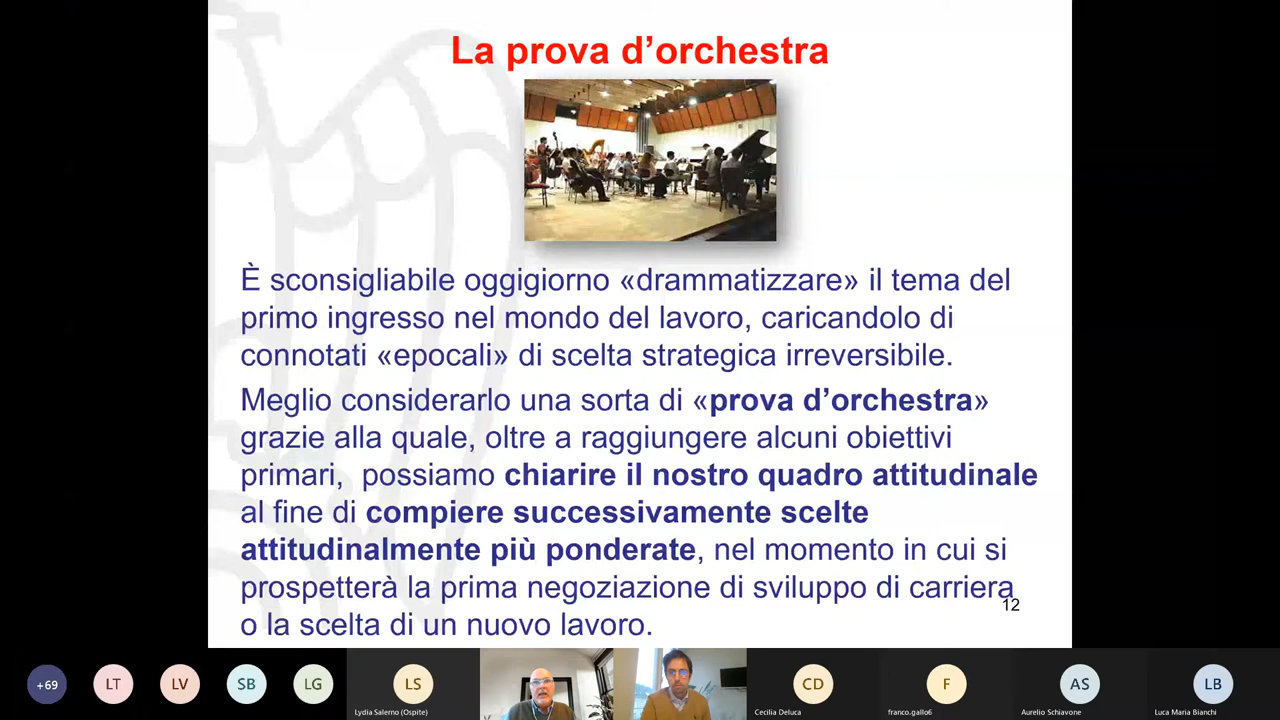 La prova d’orchestra
È sconsigliabile oggigiorno «drammatizzare» il tema del
primo ingresso nel mondo del lavoro, caricandolo di
connotati «epocali» di scelta strategica irreversibile.
Meglio considerarlo una sorta di «prova d’orchestra»
grazie alla quale, oltre a raggiungere alcuni obiettivi
primari, possiamo chiarire il nostro quadro attitudinale
al fine di compiere successivamente scelte
attitudinalmente più ponderate, nel momento in cui si
prospetterà la prima negoziazione di sviluppo di carriera
o la scelta di un nuovo lavoro.
12
+69 LT LV SB LG LS CD F AS LB
Lydia Salerno (Ospite) Cecilia Deluca franco.gallo6 Aurelio Schiavone Luca Maria Bianchi